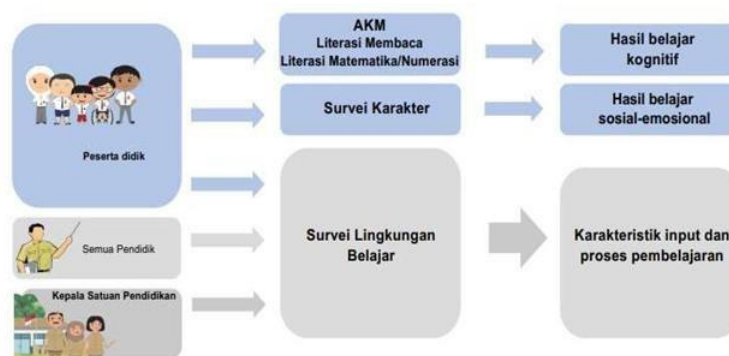 AKM
Literasi Membaca
Literasi Matematika/Numerasi
Hasil belajar
kognitif
Survei Karakter
Hasil belajar
sosial-emosional
Peserta didik
Semua Pendidik
Survei Lingkungan
Belajar
Karakteristik input dan
proses pembelajaran
Kepala Satuan Pendidikan